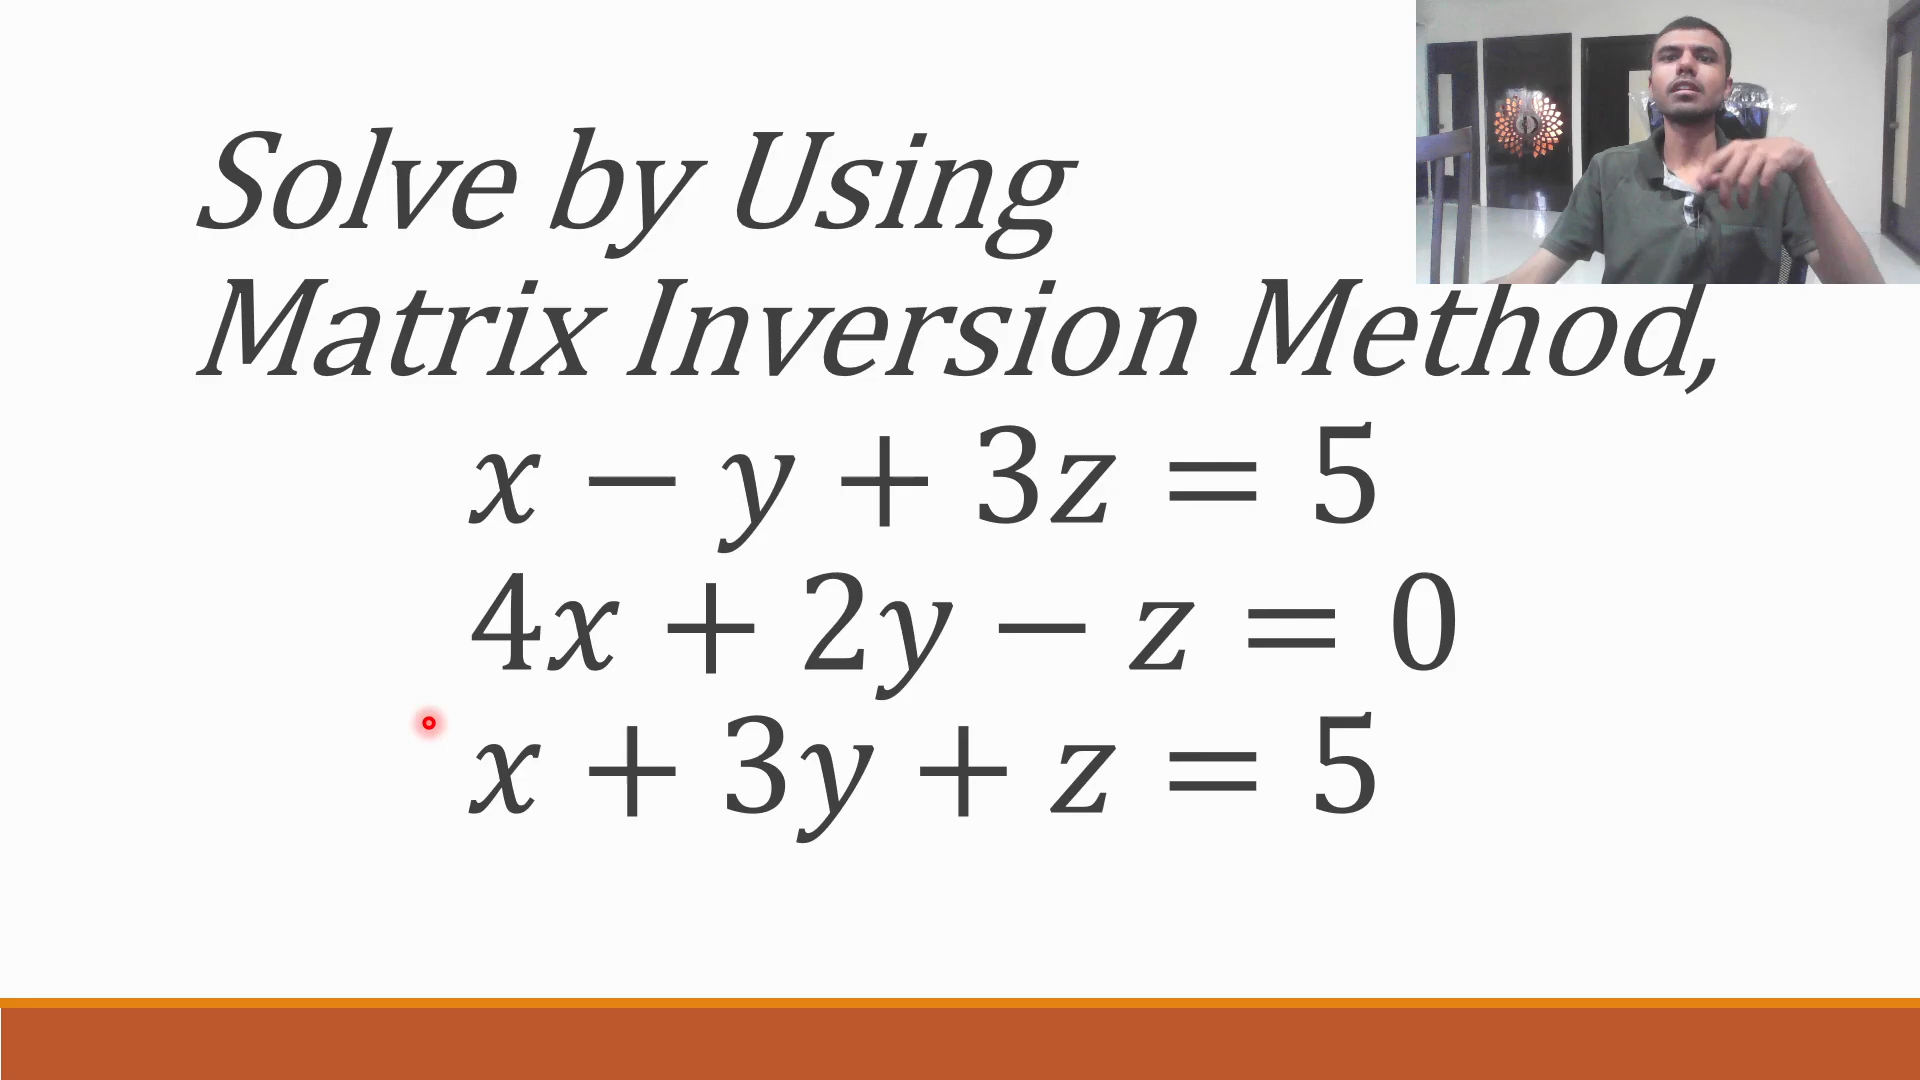 Solve by Using
Matrix Inversion Method,
x − y + 3z = 5
4x + 2y − z = 0
x + 3y + z = 5